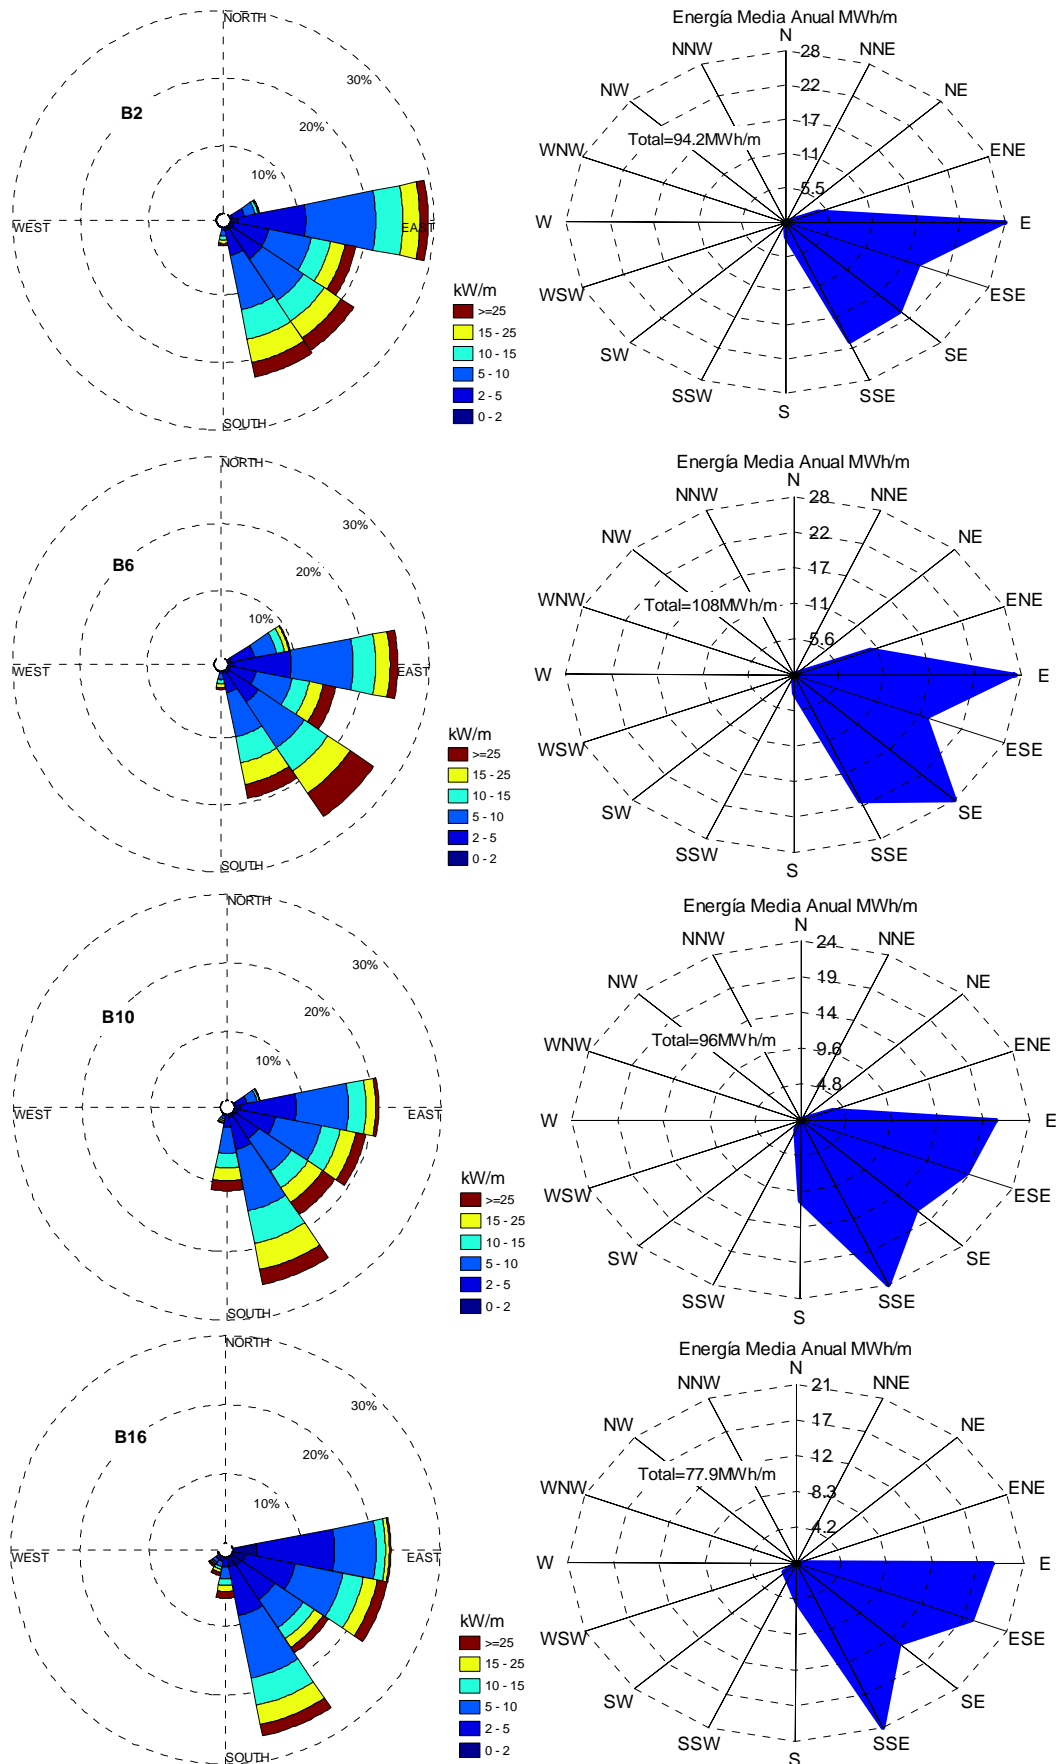 NORTH
30%
B2
20%
10%
WEST
EAST
SOUTH
kW/m
>=25
15 - 25
10 - 15
5 - 10
2 - 5
0 - 2
Energía Media Anual MWh/m
N
NNW
28
NNE
NW
22
NE
17
Total=94.2MWh/m
WNW
11
ENE
5.5
W
E
WSW
ESE
SW
SE
SSW
SSE
S
NORTH
30%
B6
20%
10%
WEST
EAST
SOUTH
kW/m
>=25
15 - 25
10 - 15
5 - 10
2 - 5
0 - 2
Energía Media Anual MWh/m
N
NNW
28
NNE
NW
22
NE
17
WNW
Total=108MWh/m
11
ENE
5.6
W
E
WSW
ESE
SW
SE
SSW
SSE
S
NORTH
30%
B10
20%
10%
WEST
EAST
SOUTH
kW/m
>=25
15 - 25
10 - 15
5 - 10
2 - 5
0 - 2
Energía Media Anual MWh/m
N
NNW
24
NNE
NW
19
NE
14
Total=96MWh/m
WNW
9.6
ENE
4.8
W
E
WSW
ESE
SW
SE
SSW
SSE
S
NORTH
30%
B16
20%
10%
WEST
EAST
SOUTH
kW/m
>=25
15 - 25
10 - 15
5 - 10
2 - 5
0 - 2
Energía Media Anual MWh/m
N
NNW
21
NNE
NW
17
NE
12
Total=77.9MWh/m
WNW
8.3
ENE
4.2
W
E
WSW
ESE
SW
SE
SSW
SSE
S